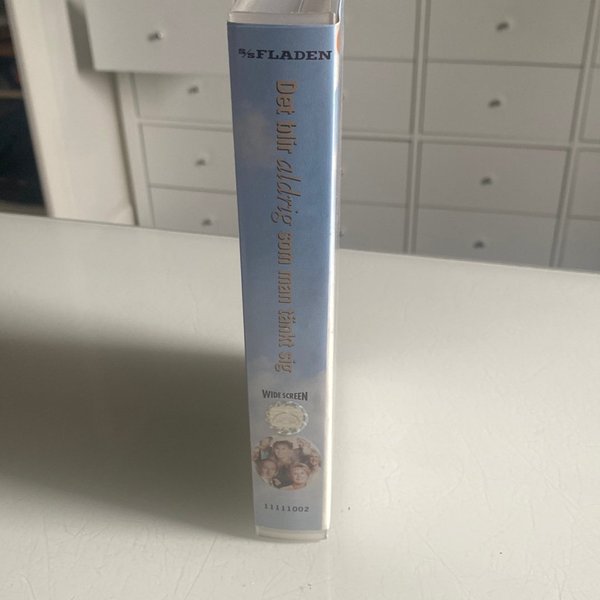 S/S FLADEN
Det blir aldrig som man tänkt sig
WIDE SCREEN
11111002